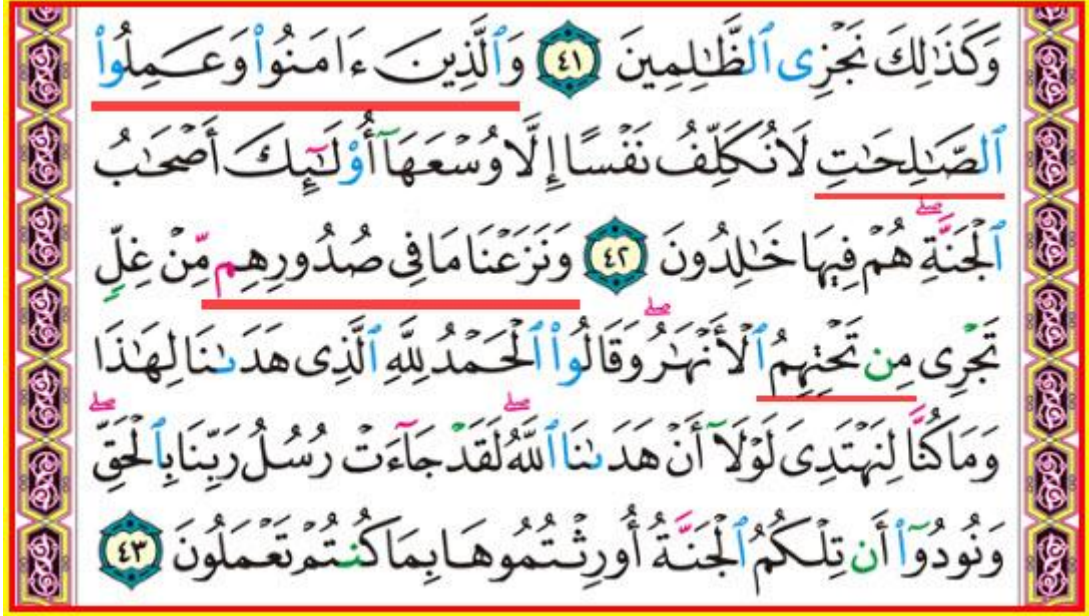 وَكَذَٰلِكَ نَجْزِى ٱلظَّـٰلِمِينَ ٤١ وَٱلَّذِينَ ءَامَنُوا۟ وَعَمِلُوا۟
ٱلصَّـٰلِحَـٰتِ لَا نُكَلِّفُ نَفْسًا إِلَّا وُسْعَهَآ أُو۟لَـٰٓئِكَ أَصْحَـٰبُ
ٱلْجَنَّةِ ۖ هُمْ فِيهَا خَـٰلِدُونَ ٤٢ وَنَزَعْنَا مَا فِى صُدُورِهِم مِّنْ غِلٍّ
تَجْرِى مِن تَحْتِهِمُ ٱلْأَنْهَـٰرُ ۖ وَقَالُوا۟ ٱلْحَمْدُ لِلَّهِ ٱلَّذِى هَدَىٰنَا لِهَـٰذَا
وَمَا كُنَّا لِنَهْتَدِىَ لَوْلَآ أَنْ هَدَىٰنَا ٱللَّهُ ۖ لَقَدْ جَآءَتْ رُسُلُ رَبِّنَا بِٱلْحَقِّ ۖ
وَنُودُوٓا۟ أَن تِلْكُمُ ٱلْجَنَّةُ أُورِثْتُمُوهَا بِمَا كُنتُمْ تَعْمَلُونَ ٤٣